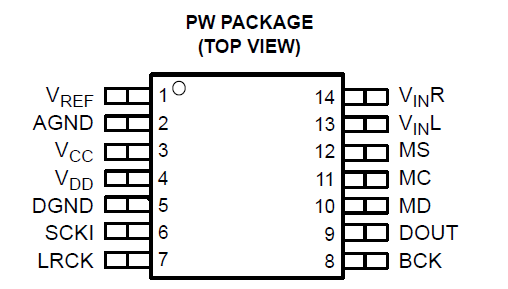 PW PACKAGE
(TOP VIEW)
VREF 1 14 VINR
AGND 2 13 VINL
VCC 3 12 MS
VDD 4 11 MC
DGND 5 10 MD
SCKI 6 9 DOUT
LRCK 7 8 BCK